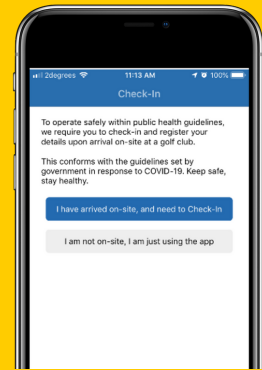 2degrees 11:13 AM 100%
Check-In
To operate safely within public health guidelines,
we require you to check-in and register your
details upon arrival on-site at a golf club.
This conforms with the guidelines set by
government in response to COVID-19. Keep safe,
stay healthy.
I have arrived on-site, and need to Check-In
I am not on-site, I am just using the app